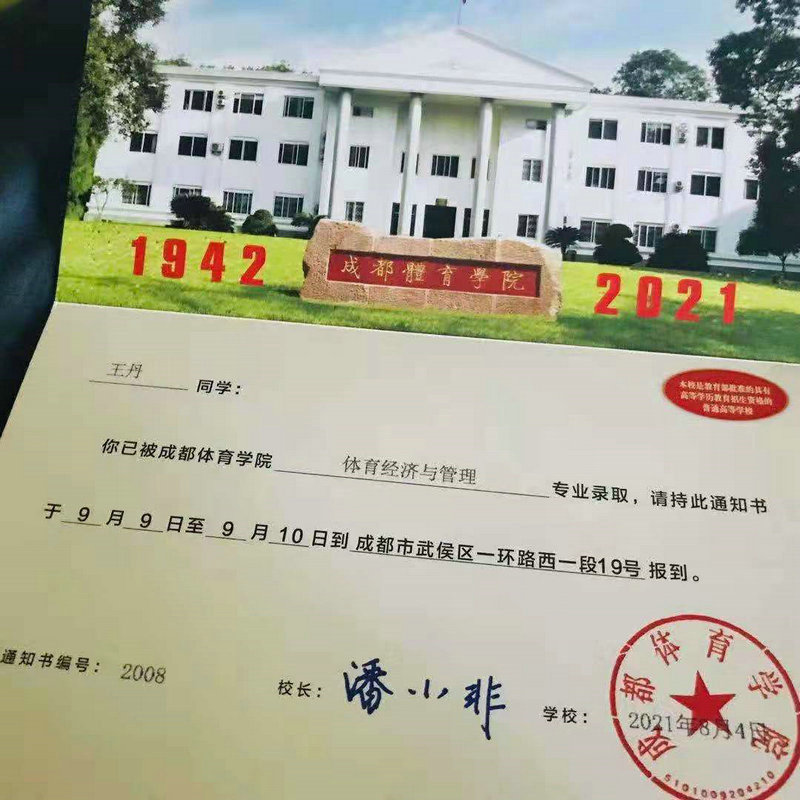 1942
成都體育學院
2021
王丹 同学：
本校是教育部批准的具有
高等学历教育招生资格的
普通高等学校
你已被成都体育学院 体育经济与管理 专业录取，请持此通知书
于 9 月 9 日至 9 月 10 日到 成都市武侯区一环路西一段19号 报到。
通知书编号： 2008
校长： 潘小非
学校： 2021年8月4日
成都体育学院
5101009204210